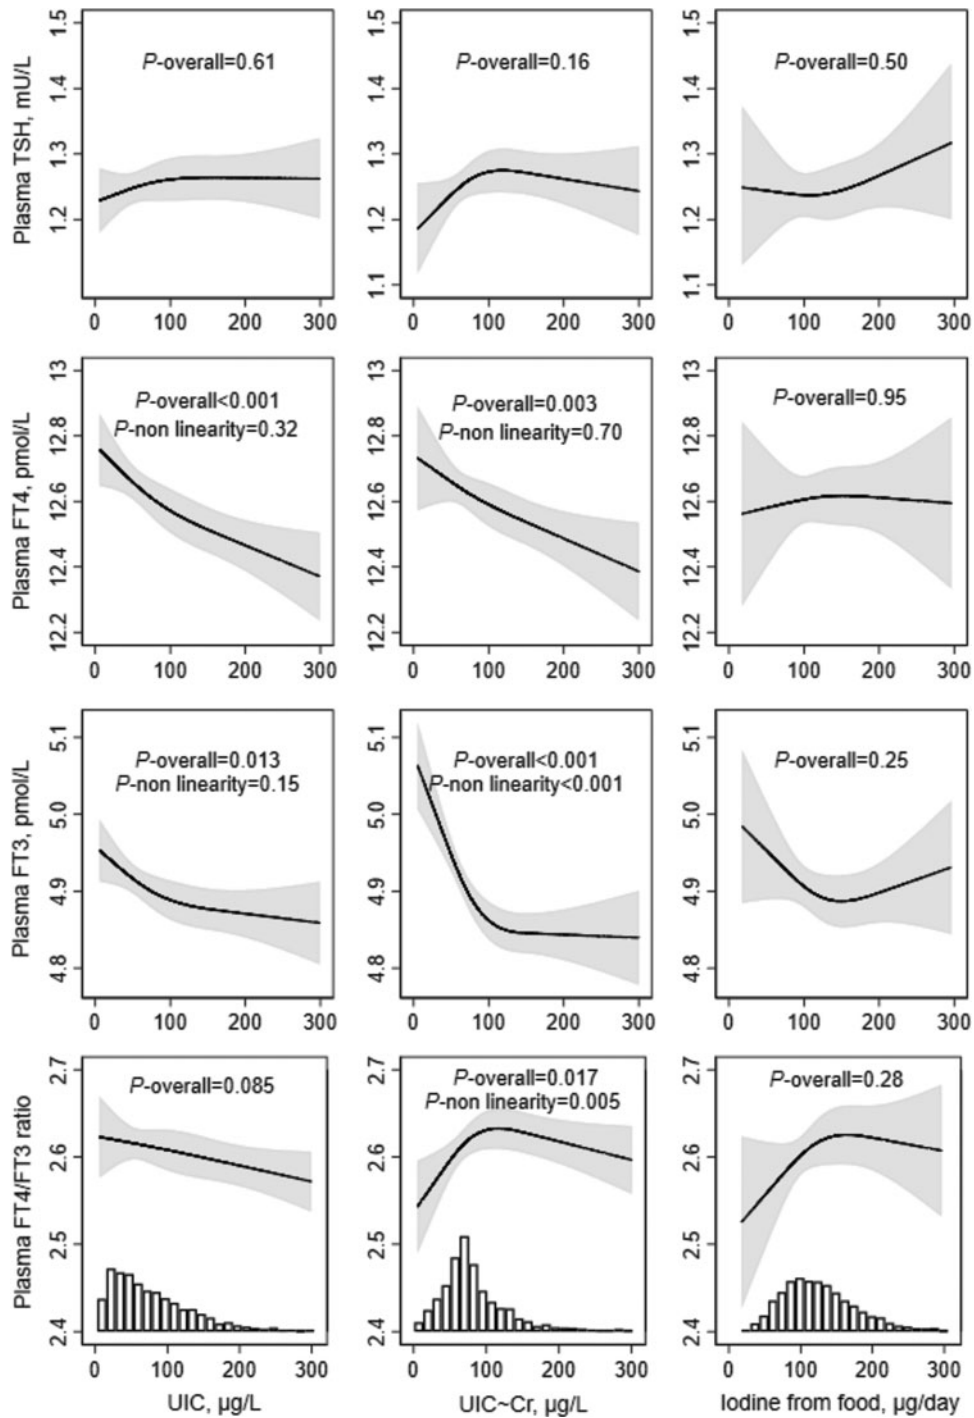 Plasma TSH, mU/L
1.5
1.4
1.3
1.2
1.1
P-overall=0.61
0 100 200 300
1.5
1.4
1.3
1.2
1.1
P-overall=0.16
0 100 200 300
1.5
1.4
1.3
1.2
1.1
P-overall=0.50
0 100 200 300
Plasma FT4, pmol/L
13
12.8
12.6
12.4
12.2
P-overall<0.001
P-non linearity=0.32
0 100 200 300
13
12.8
12.6
12.4
12.2
P-overall=0.003
P-non linearity=0.70
0 100 200 300
13
12.8
12.6
12.4
12.2
P-overall=0.95
0 100 200 300
Plasma FT3, pmol/L
5.1
5.0
4.9
4.8
P-overall=0.013
P-non linearity=0.15
0 100 200 300
5.1
5.0
4.9
4.8
P-overall<0.001
P-non linearity<0.001
0 100 200 300
5.1
5.0
4.9
4.8
P-overall=0.25
0 100 200 300
Plasma FT4/FT3 ratio
2.7
2.6
2.5
2.4
P-overall=0.085
0 100 200 300
UIC, µg/L
2.7
2.6
2.5
2.4
P-overall=0.017
P-non linearity=0.005
0 100 200 300
UIC~Cr, µg/L
2.7
2.6
2.5
2.4
P-overall=0.28
0 100 200 300
Iodine from food, µg/day